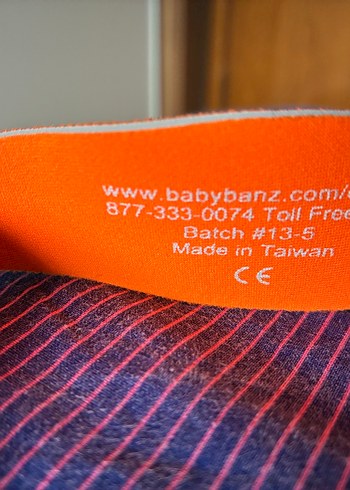 www.babybanz.com/
877-333-0074 Toll Free
Batch #13-5
Made in Taiwan
CE